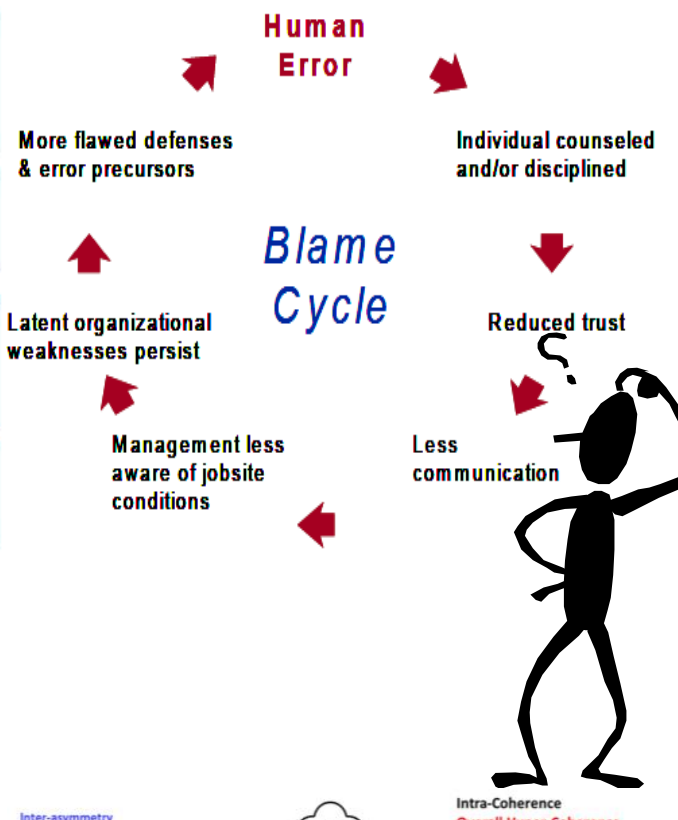 Human
Error
Individual counseled
and/or disciplined
Reduced trust
Less
communication
Management less
aware of jobsite
conditions
Latent organizational
weaknesses persist
More flawed defenses
& error precursors
Blame
Cycle
?
Inter-asymmetry
Intra-Coherence